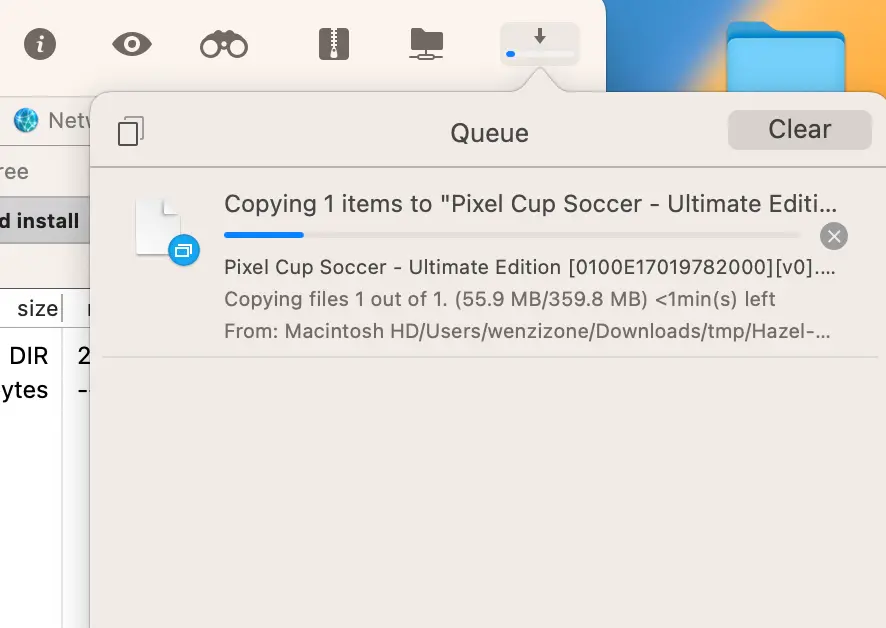 Netw
Queue
Clear
ree
d install
Copying 1 items to "Pixel Cup Soccer - Ultimate Editi...
Pixel Cup Soccer - Ultimate Edition [0100E17019782000][v0]....
Copying files 1 out of 1. (55.9 MB/359.8 MB) <1min(s) left
From: Macintosh HD/Users/wenzizone/Downloads/tmp/Hazel-...
size
DIR 2
ytes --